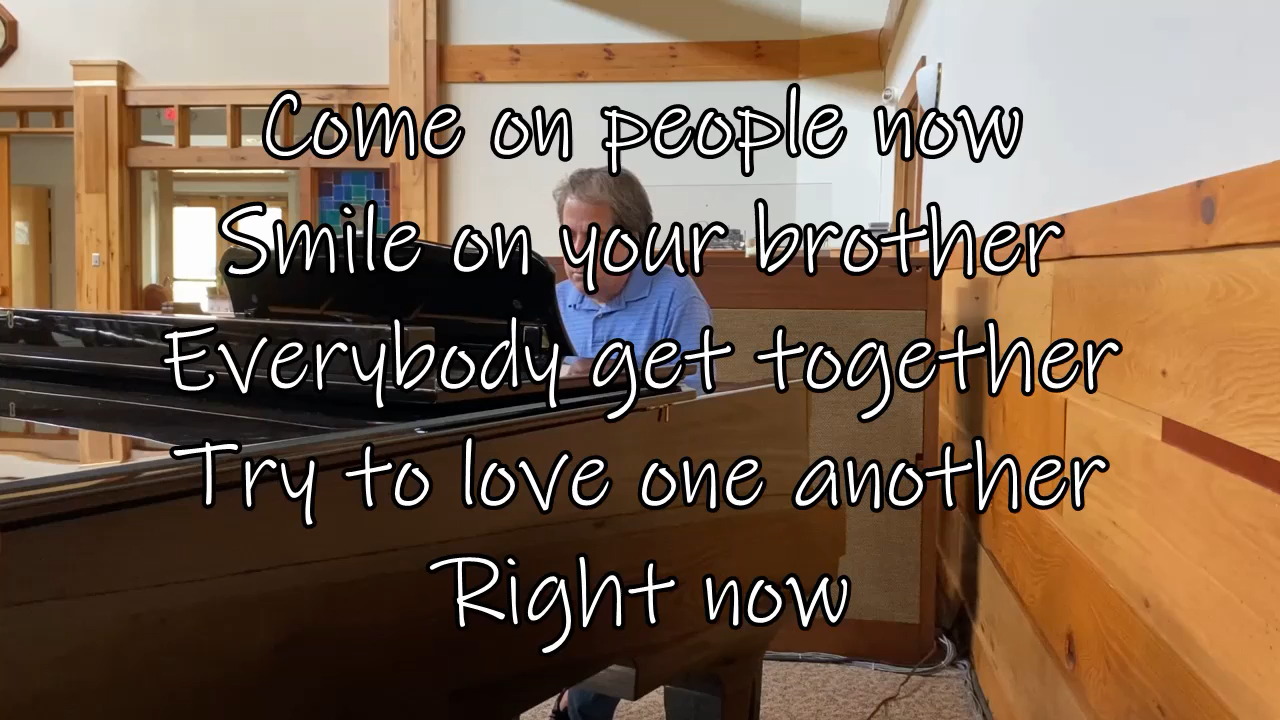 Come on people now
Smile on your brother
Everybody get together
Try to love one another
Right now